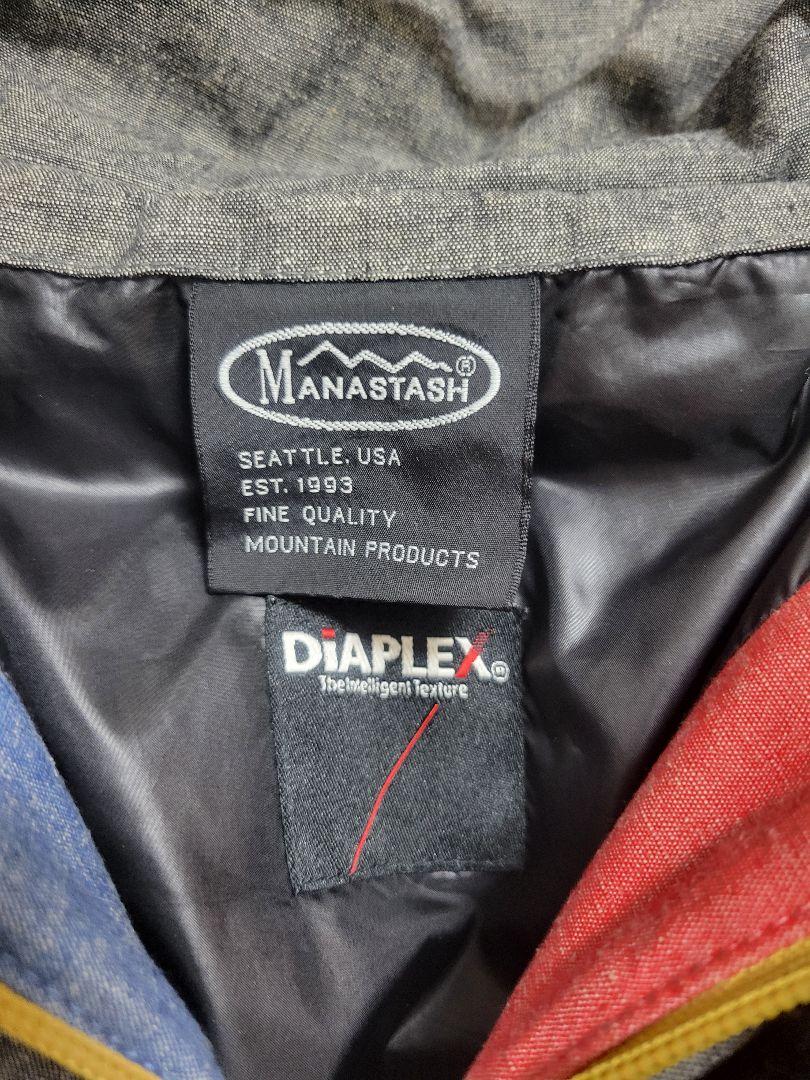 MANASTASH®
SEATTLE, USA
EST. 1993
FINE QUALITY
MOUNTAIN PRODUCTS
DiAPLEX®
The Intelligent Texture